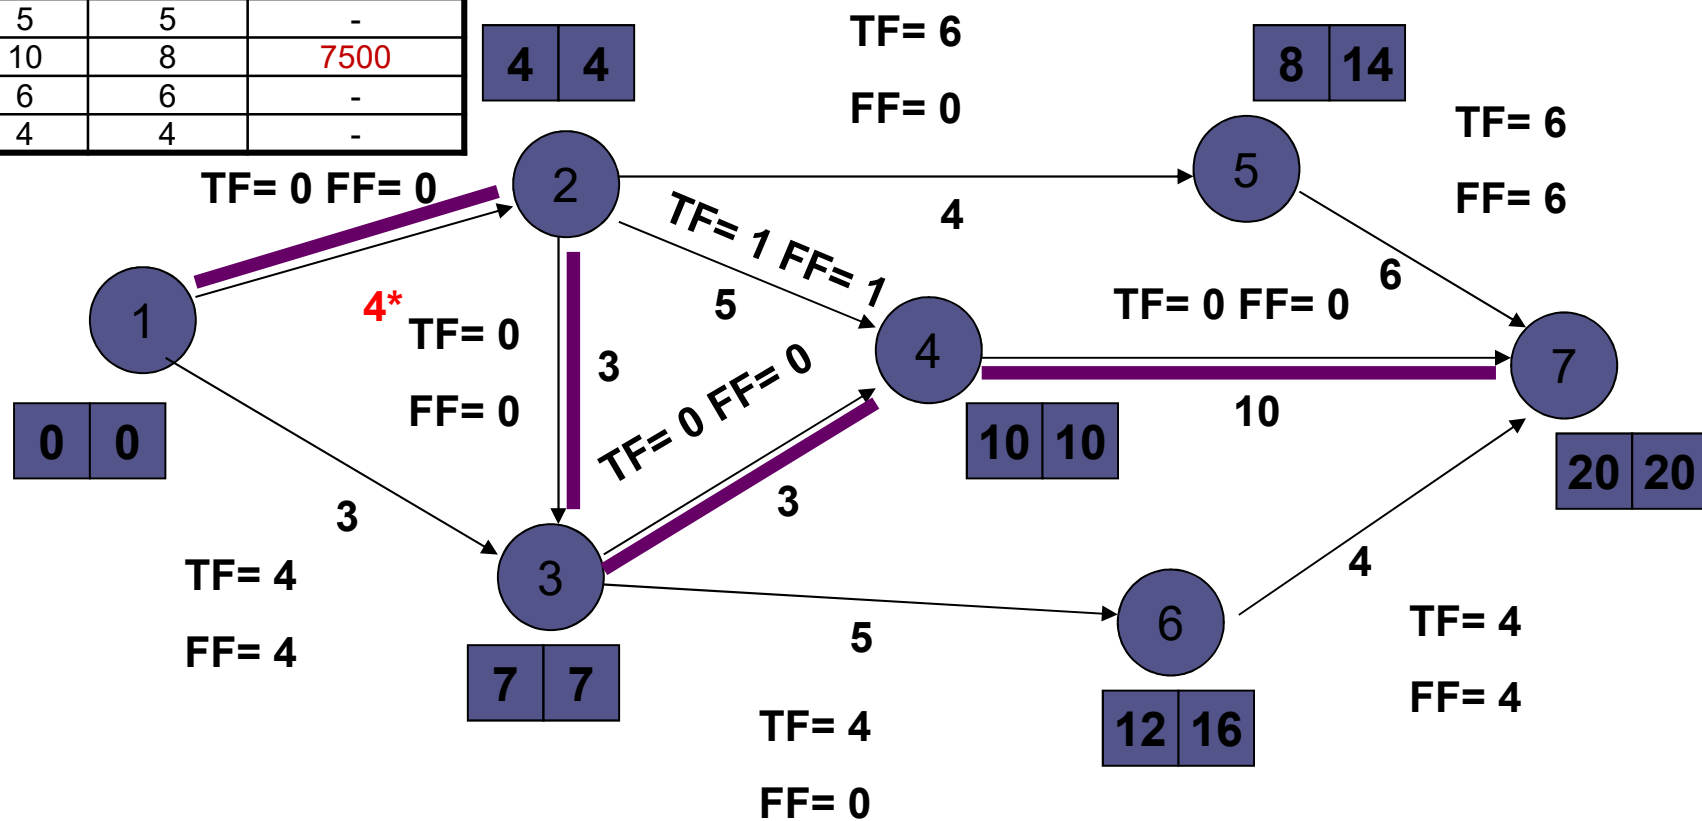 5 5 -
10 8 7500
6 6 -
4 4 -
4 4
TF= 6
FF= 0
8 14
TF= 6
FF= 6
TF= 0 FF= 0
2
5
4
TF= 1 FF= 1
5
6
1
4*
TF= 0
FF= 0
3
TF= 0 FF= 0
4
TF= 0 FF= 0
10
7
0 0
10 10
20 20
3
3
TF= 4
FF= 4
3
7 7
5
TF= 4
FF= 0
6
12 16
4
TF= 4
FF= 4